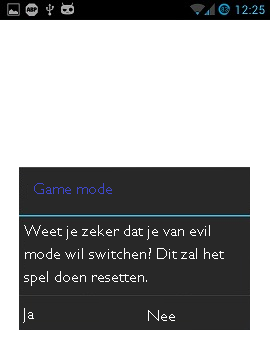 12:25
Game mode
Weet je zeker dat je van evil
mode wil switchen? Dit zal het
spel doen resetten.
Ja Nee